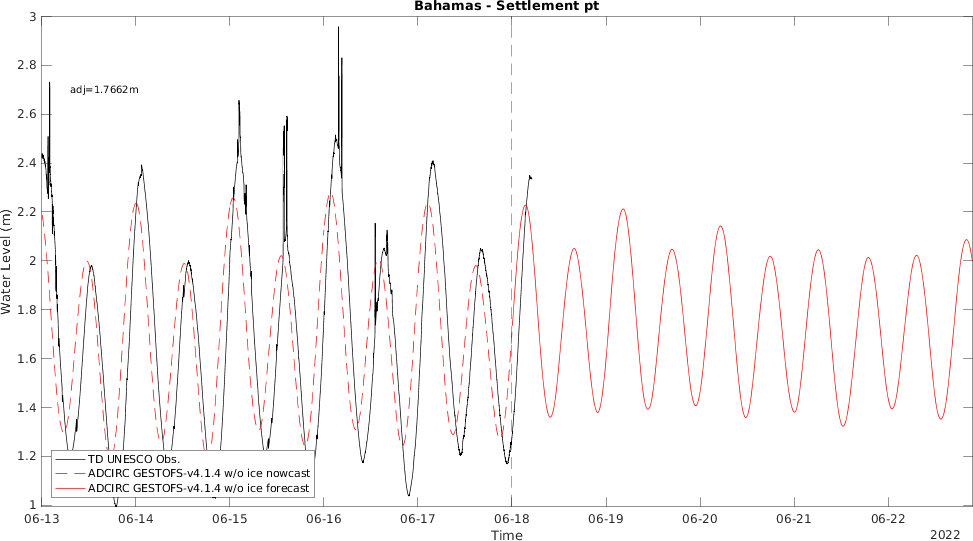 Bahamas - Settlement pt
3
2.8
2.6
2.4
2.2
2
1.8
1.6
1.4
1.2
1
Water Level (m)
adj=1.7662m
TD UNESCO Obs.
ADCIRC GESTOFS-v4.1.4 w/o ice nowcast
ADCIRC GESTOFS-v4.1.4 w/o ice forecast
06-13 06-14 06-15 06-16 06-17 06-18 06-19 06-20 06-21 06-22
Time
2022